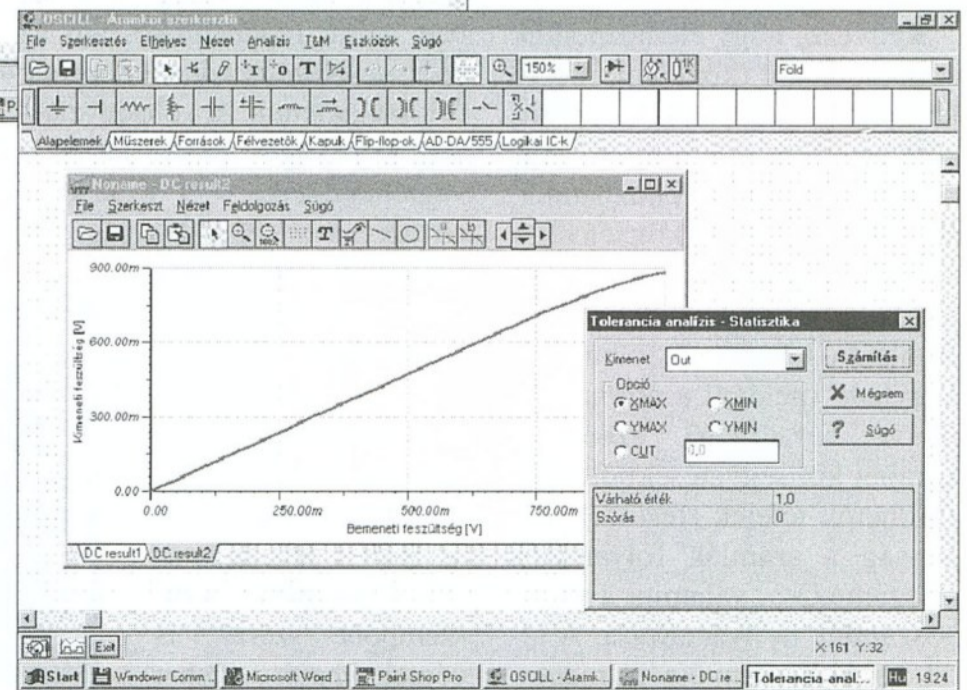 OSCILL - Áramkör szerkesztő
File Szerkesztés Elhelyez Nézet Analízis T&M Eszközök Súgó
150% Föld
Alapelemek Műszerek Források Félvezetők Kapuk Flip-flop-ok AD-DA/555 Logikai IC-k
Noname - DC result2
File Szerkeszt Nézet Feldolgozás Súgó
900.00m
600.00m
300.00m
0.00
Kimeneti feszültség [V]
0.00 250.00m 500.00m 750.00m
Bemeneti feszültség [V]
DC result1 DC result2
Tolerancia analízis - Statisztika
Kimenet Out Számítás
Opció
XMAX XMIN Mégsem
YMAX YMIN Súgó
CUT 0,0
Várható érték 1,0
Szórás 0
Exit X:161 Y:32
Start Windows Comm... Microsoft Word ... Paint Shop Pro OSCILL - Áramk... Noname - DC re... Tolerancia anal... Hu 19:24